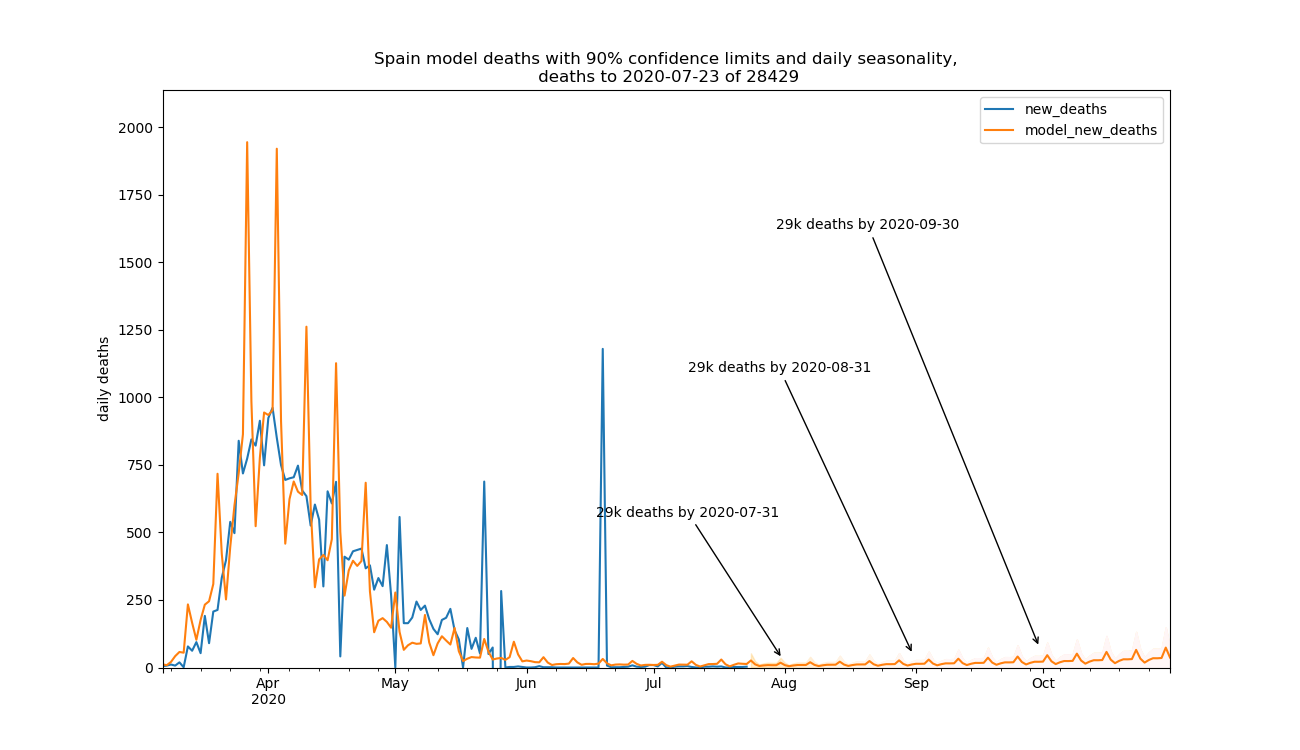 Spain model deaths with 90% confidence limits and daily seasonality,
deaths to 2020-07-23 of 28429
new_deaths
model_new_deaths
2000
1750
1500
1250
1000
750
500
250
0
daily deaths
29k deaths by 2020-09-30
29k deaths by 2020-08-31
29k deaths by 2020-07-31
Apr
2020
May
Jun
Jul
Aug
Sep
Oct